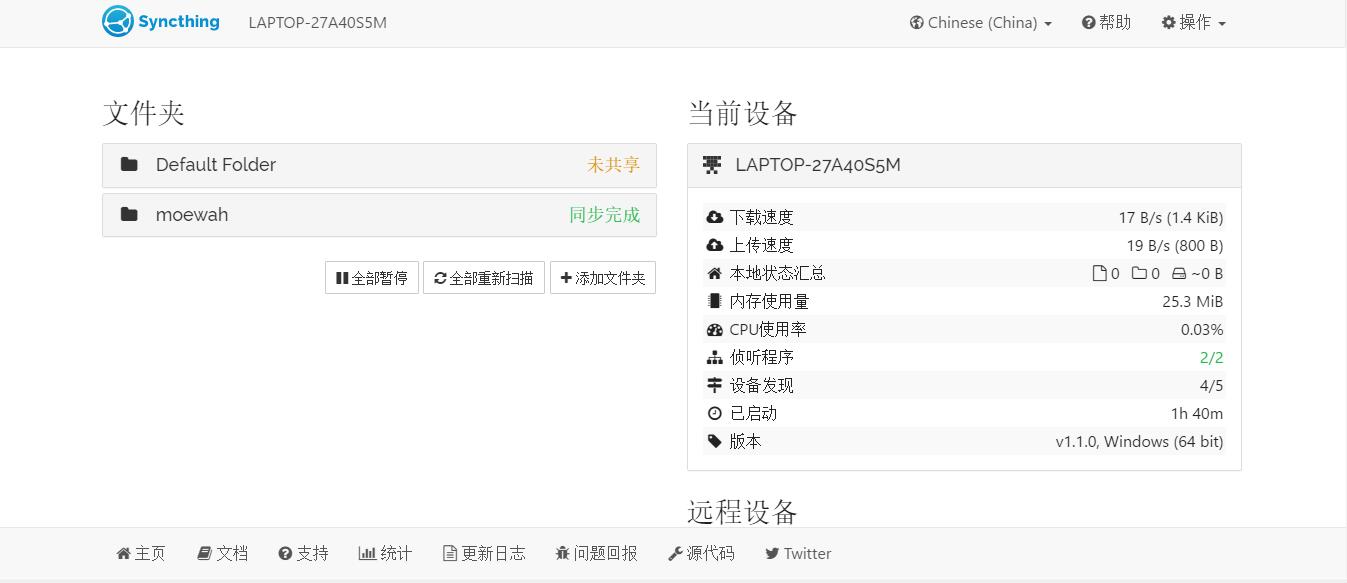 Syncthing LAPTOP-27A40S5M Chinese (China) 帮助 操作
文件夹
Default Folder 未共享
moewah 同步完成
全部暂停 全部重新扫描 添加文件夹
当前设备
LAPTOP-27A40S5M
下载速度 17 B/s (1.4 KiB)
上传速度 19 B/s (800 B)
本地状态汇总 0 0 ~0 B
内存使用量 25.3 MiB
CPU使用率 0.03%
侦听程序 2/2
设备发现 4/5
已启动 1h 40m
版本 v1.1.0, Windows (64 bit)
远程设备
主页 文档 支持 统计 更新日志 问题回报 源代码 Twitter